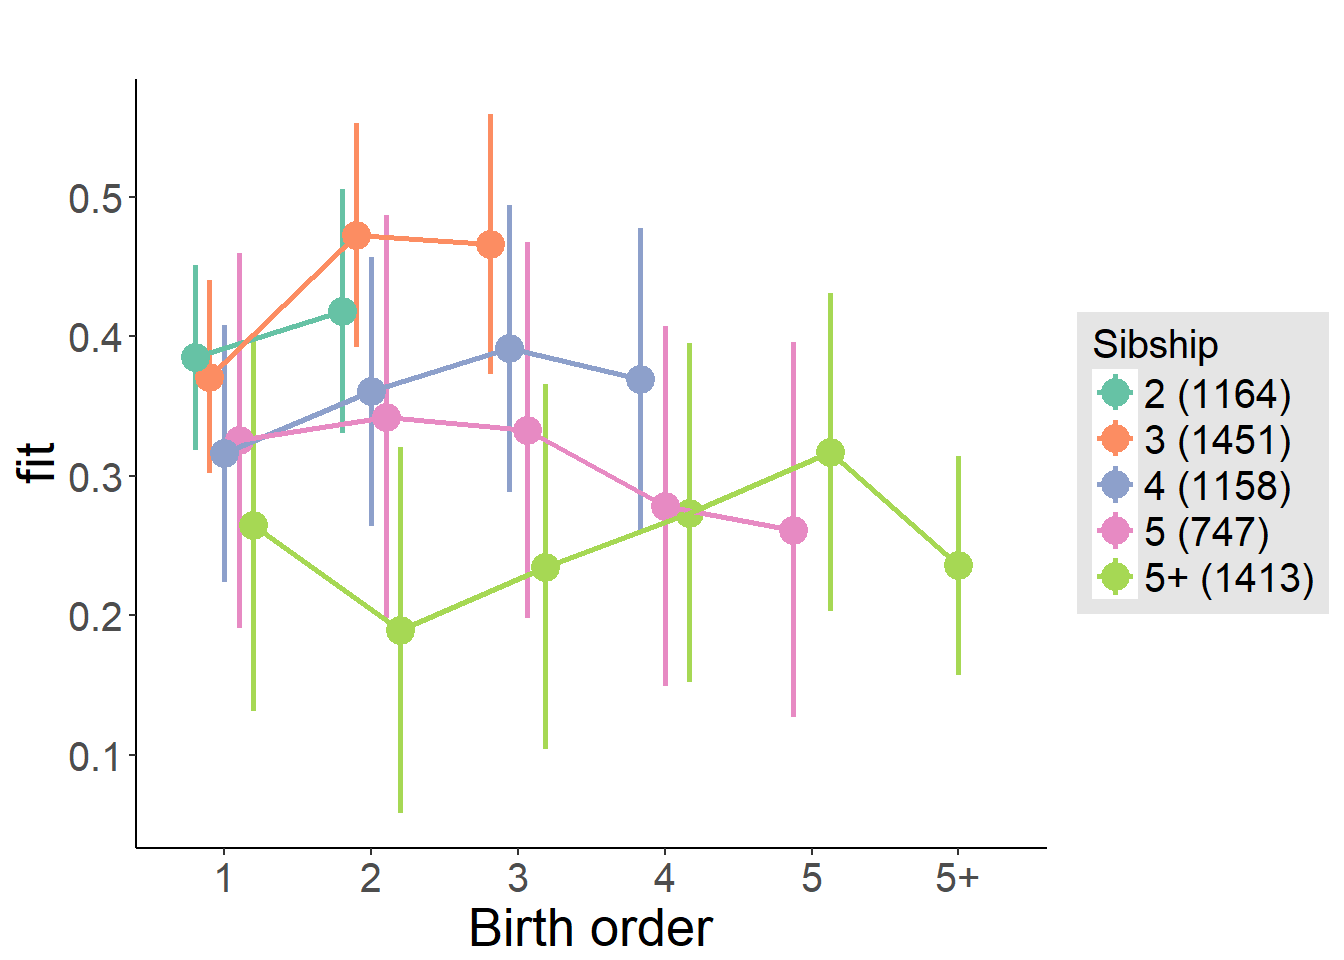 fit
0.5
0.4
0.3
0.2
0.1
1 2 3 4 5 5+
Birth order
Sibship
2 (1164)
3 (1451)
4 (1158)
5 (747)
5+ (1413)